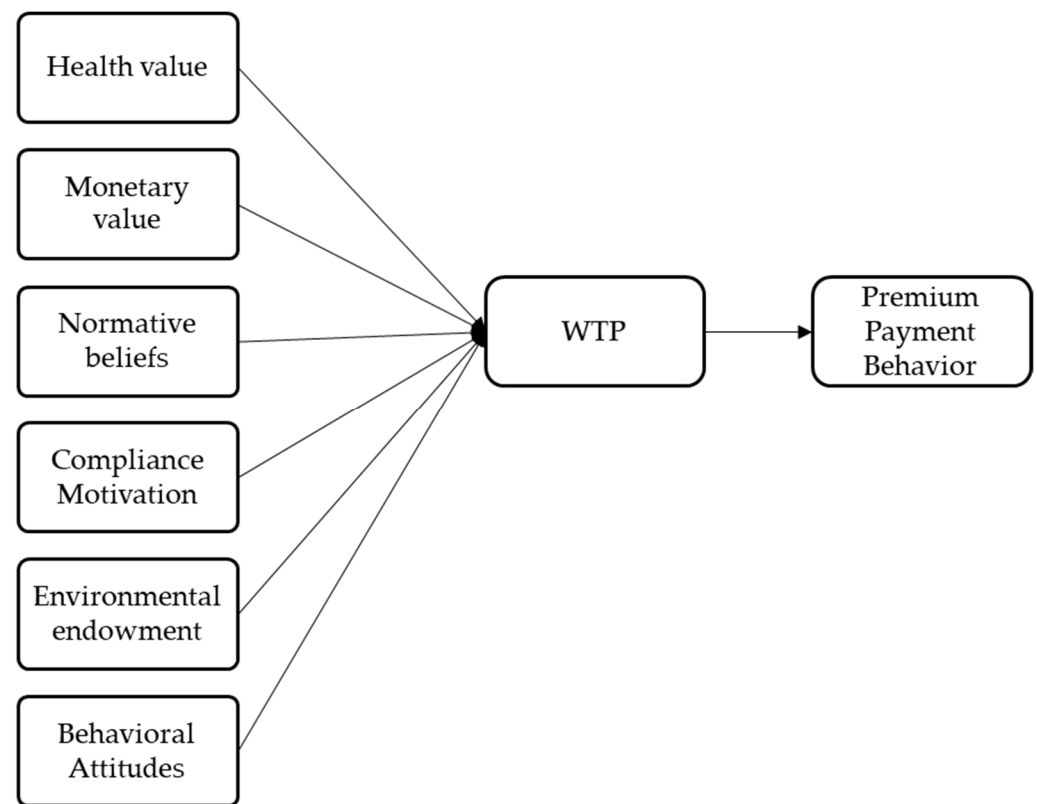 Health value
Monetary
value
Normative
beliefs
Compliance
Motivation
Environmental
endowment
Behavioral
Attitudes
WTP
Premium
Payment
Behavior